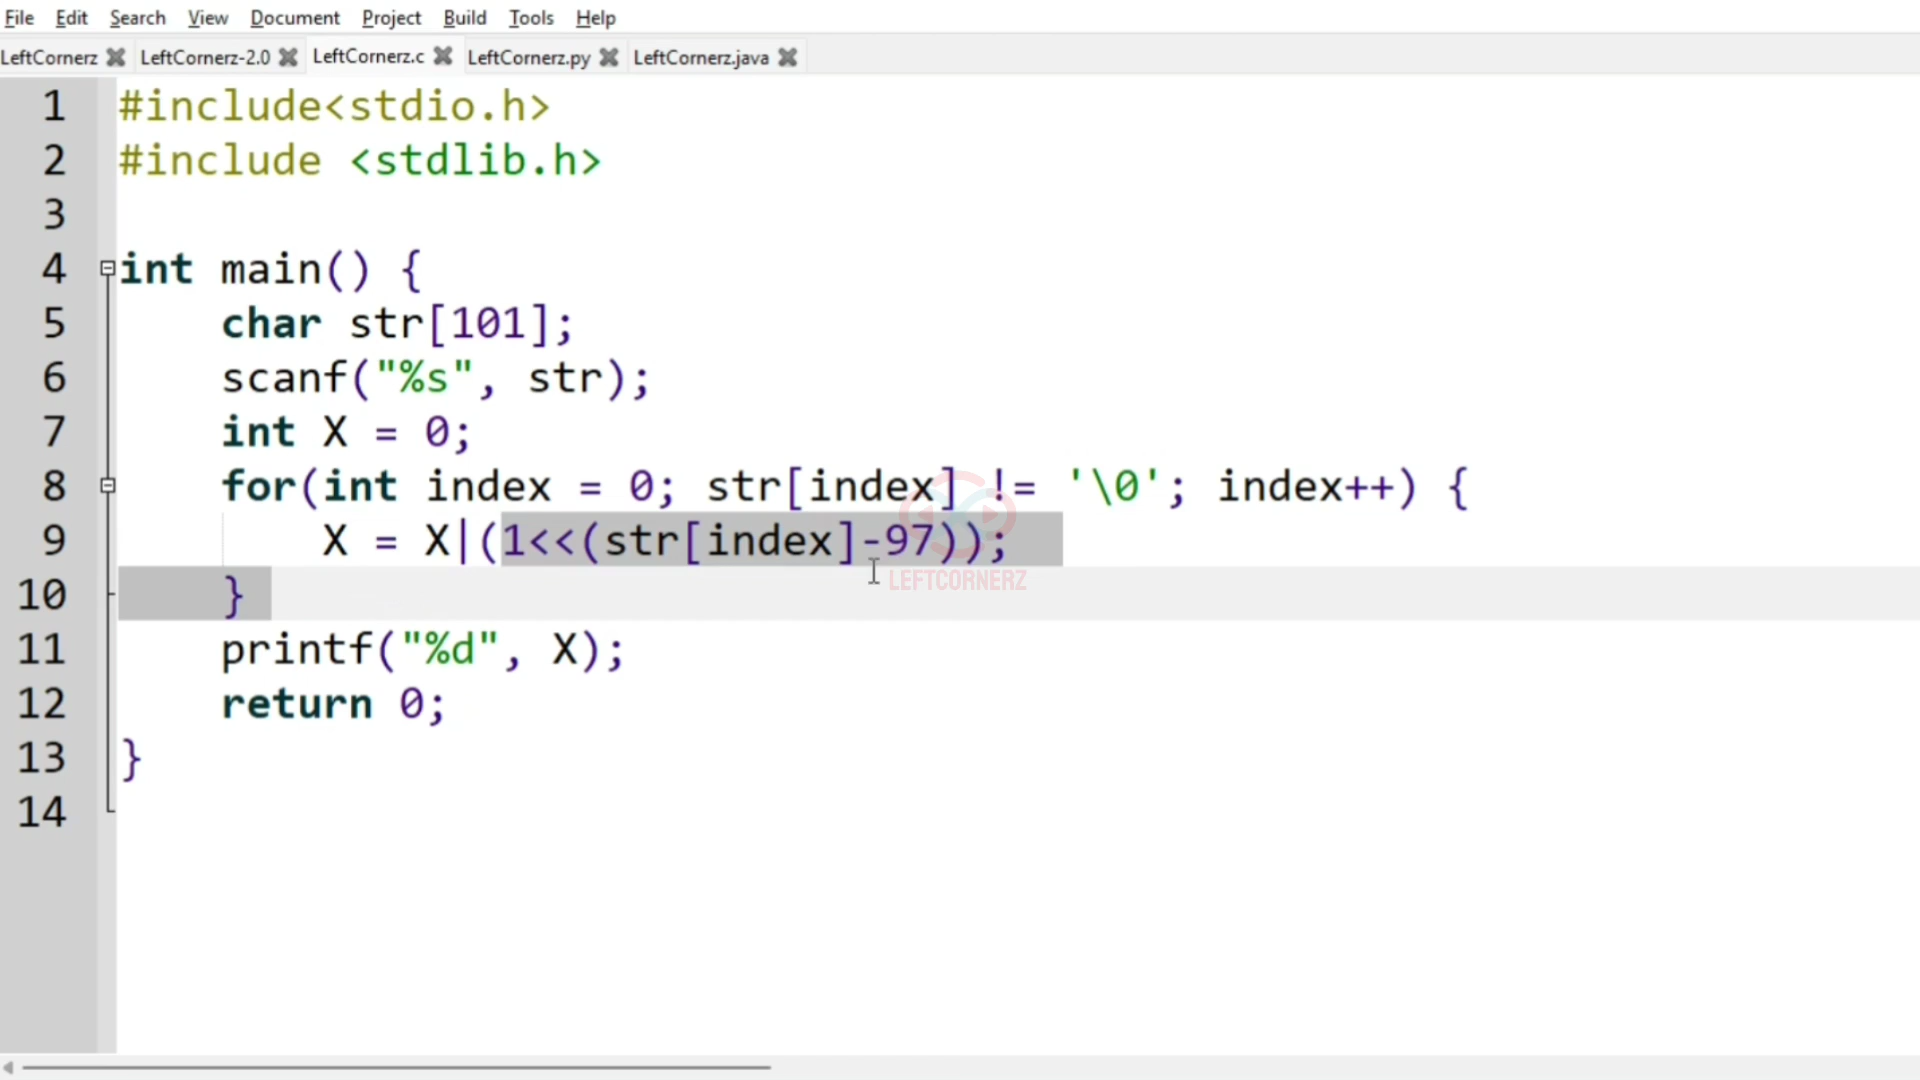 File Edit Search View Document Project Build Tools Help
LeftCornerz LeftCornerz-2.0 LeftCornerz.c LeftCornerz.py LeftCornerz.java
1 #include<stdio.h>
2 #include <stdlib.h>
3
4 int main() {
5 char str[101];
6 scanf("%s", str);
7 int X = 0;
8 for(int index = 0; str[index] != '\0'; index++) {
9 X = X|(1<<(str[index]-97));
LEFTCORNERZ
10 }
11 printf("%d", X);
12 return 0;
13 }
14